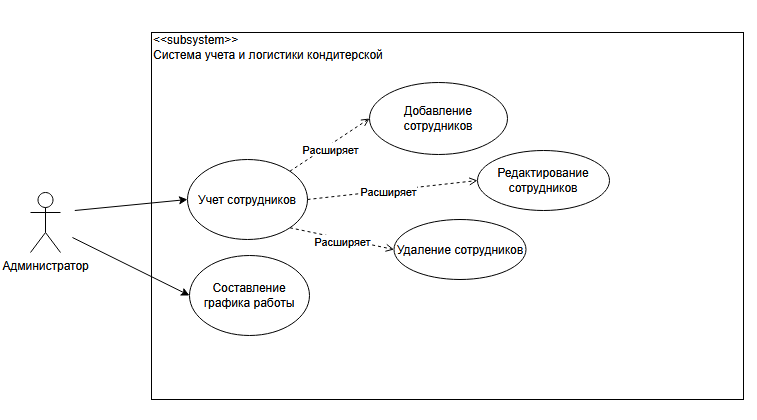 <<subsystem>>
Система учета и логистики кондитерской
Добавление
сотрудников
Расширяет
Редактирование
сотрудников
Расширяет
Учет сотрудников
Расширяет
Удаление сотрудников
Администратор
Составление
графика работы